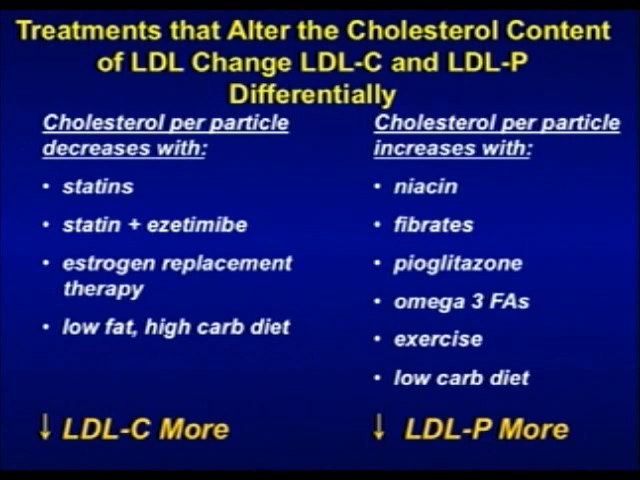 Treatments that Alter the Cholesterol Content
of LDL Change LDL-C and LDL-P
Differentially
Cholesterol per particle
decreases with:
• statins
• statin + ezetimibe
• estrogen replacement
therapy
• low fat, high carb diet
↓ LDL-C More
Cholesterol per particle
increases with:
• niacin
• fibrates
• pioglitazone
• omega 3 FAs
• exercise
• low carb diet
↓ LDL-P More